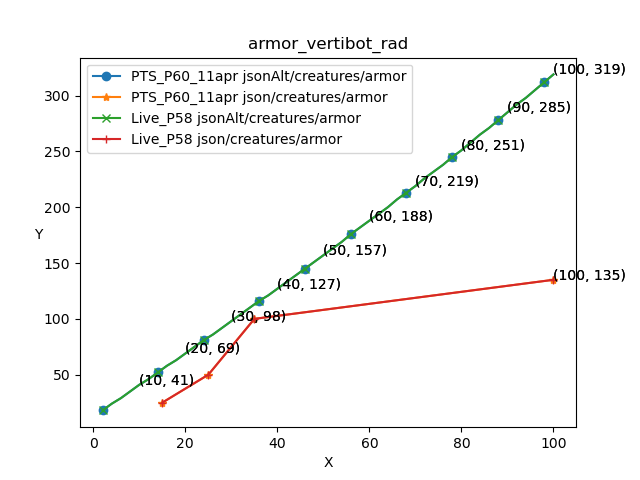 armor_vertibot_rad
PTS_P60_11apr jsonAlt/creatures/armor
PTS_P60_11apr json/creatures/armor
Live_P58 jsonAlt/creatures/armor
Live_P58 json/creatures/armor
(100, 319)
(90, 285)
(80, 251)
(70, 219)
(60, 188)
(50, 157)
(40, 127)
(30, 98)
(20, 69)
(10, 41)
(100, 135)
Y
300
250
200
150
100
50
0 20 40 60 80 100
X